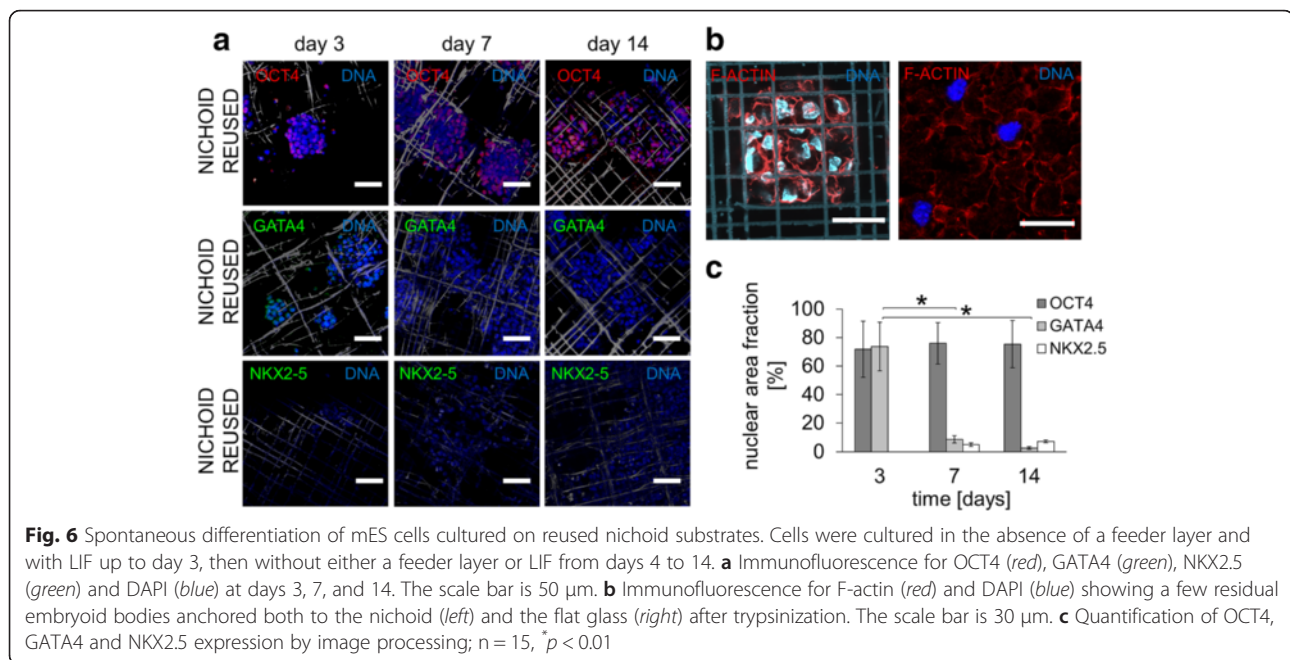 a
day 3 day 7 day 14
NICHOID REUSED
OCT4 DNA OCT4 DNA OCT4 DNA
NICHOID REUSED
GATA4 DNA GATA4 DNA GATA4 DNA
NICHOID REUSED
NKX2-5 DNA NKX2-5 DNA NKX2-5 DNA
b
F-ACTIN DNA F-ACTIN DNA
c
nuclear area fraction [%]
100
80
60
40
20
0
* *
OCT4
GATA4
NKX2.5
3 7 14
time [days]
Fig. 6 Spontaneous differentiation of mES cells cultured on reused nichoid substrates. Cells were cultured in the absence of a feeder layer and
with LIF up to day 3, then without either a feeder layer or LIF from days 4 to 14. a Immunofluorescence for OCT4 (red), GATA4 (green), NKX2.5
(green) and DAPI (blue) at days 3, 7, and 14. The scale bar is 50 μm. b Immunofluorescence for F-actin (red) and DAPI (blue) showing a few residual
embryoid bodies anchored both to the nichoid (left) and the flat glass (right) after trypsinization. The scale bar is 30 μm. c Quantification of OCT4,
GATA4 and NKX2.5 expression by image processing; n = 15, *p < 0.01